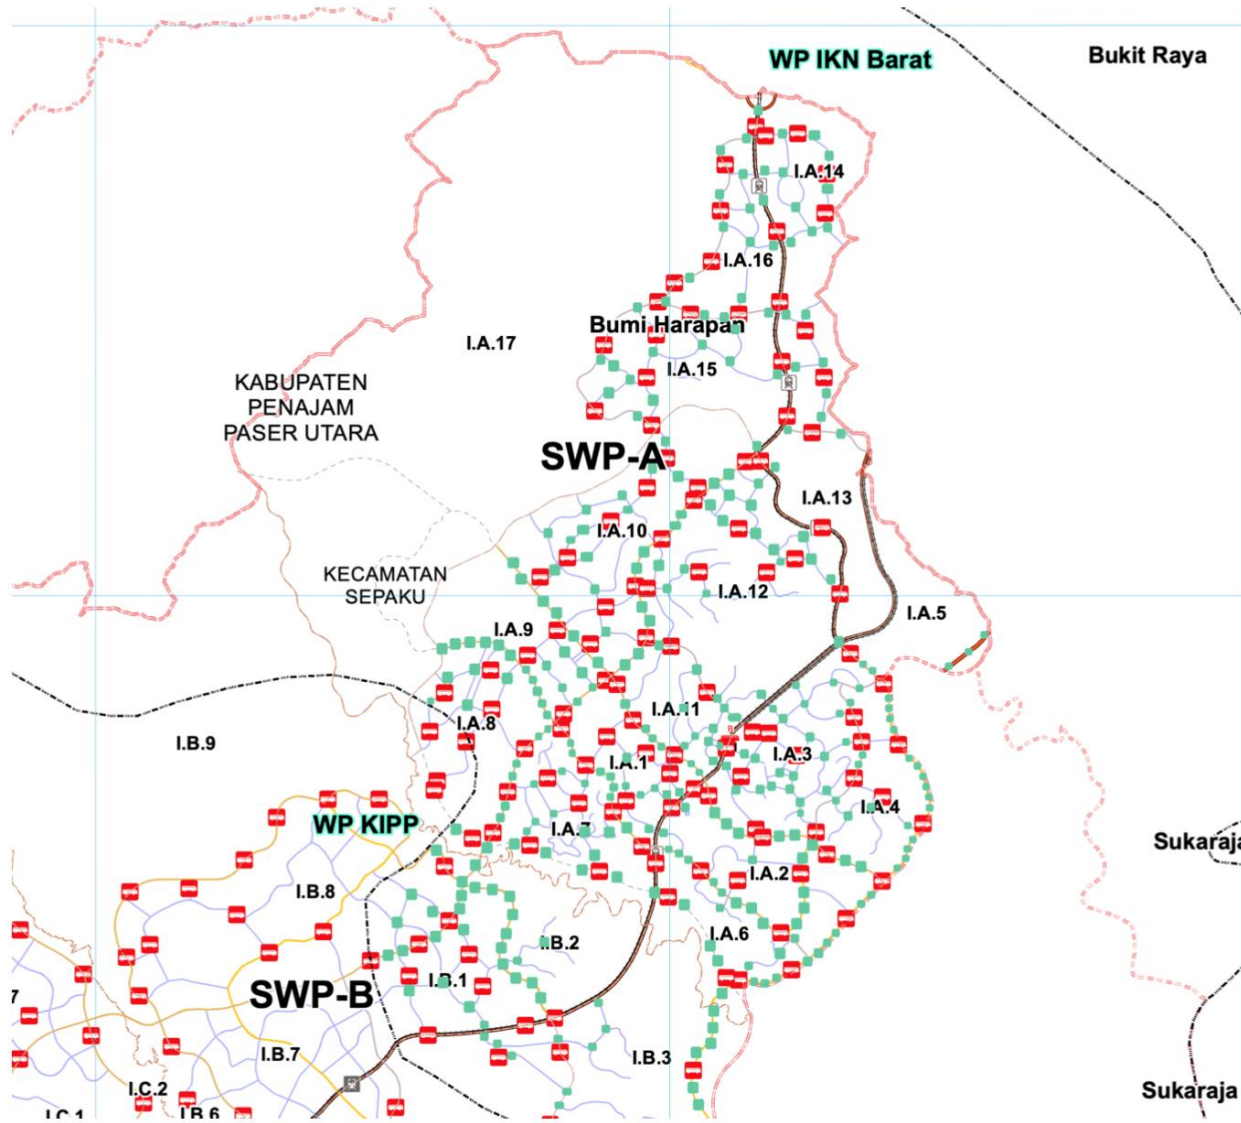 WP IKN Barat
Bukit Raya
I.A.14
I.A.16
Bumi Harapan
I.A.17
I.A.15
KABUPATEN
PENAJAM
PASER UTARA
SWP-A
I.A.13
I.A.10
KECAMATAN
SEPAKU
I.A.12
I.A.5
I.A.9
I.A.11
I.A.8
I.B.9
I.A.3
I.A.1
I.A.4
WP KIPP
I.A.7
Sukaraja
I.A.2
I.B.8
I.A.6
I.B.2
I.B.1
SWP-B
7
I.B.7
I.B.3
I.C.2
Sukaraja
I.C.1
I.B.6